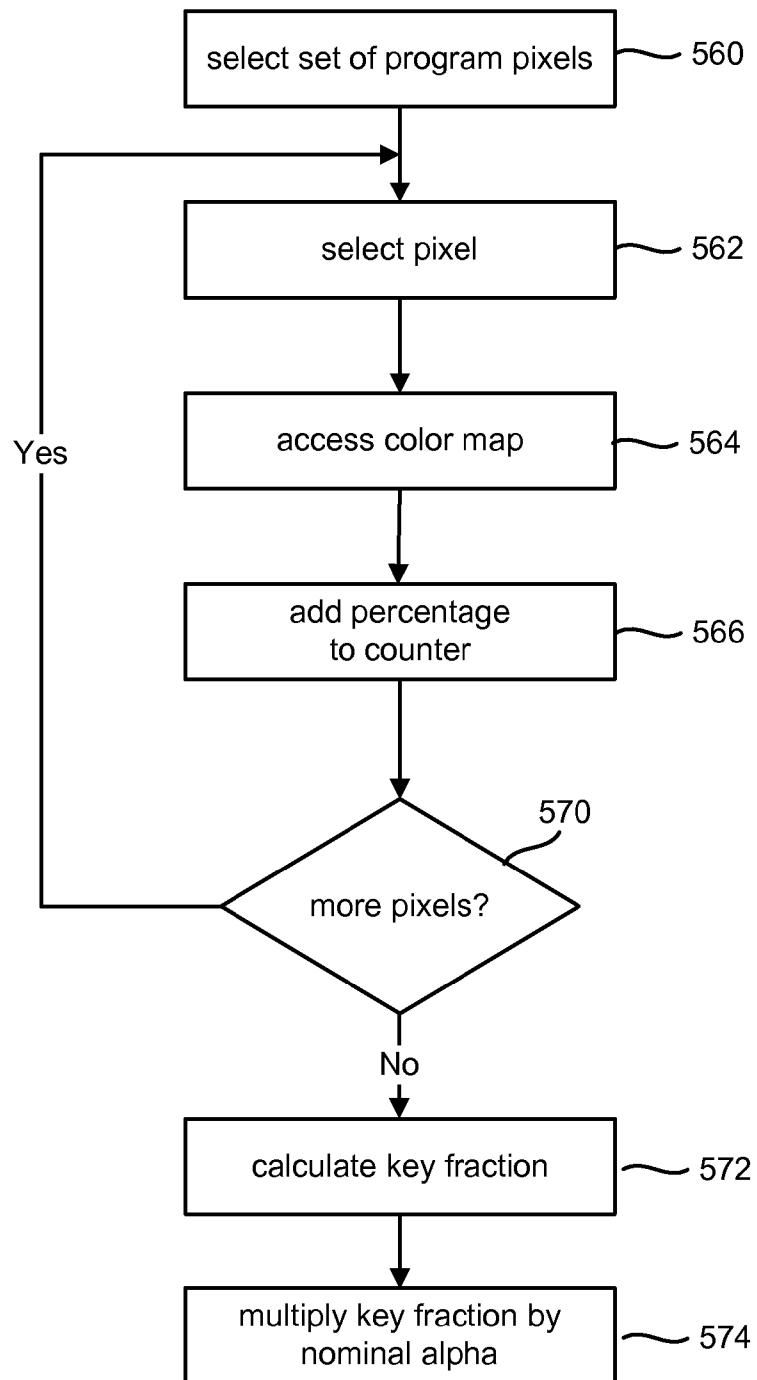 select set of program pixels
560
select pixel
562
access color map
564
Yes
add percentage
to counter
566
570
more pixels?
No
calculate key fraction
572
multiply key fraction by
nominal alpha
574